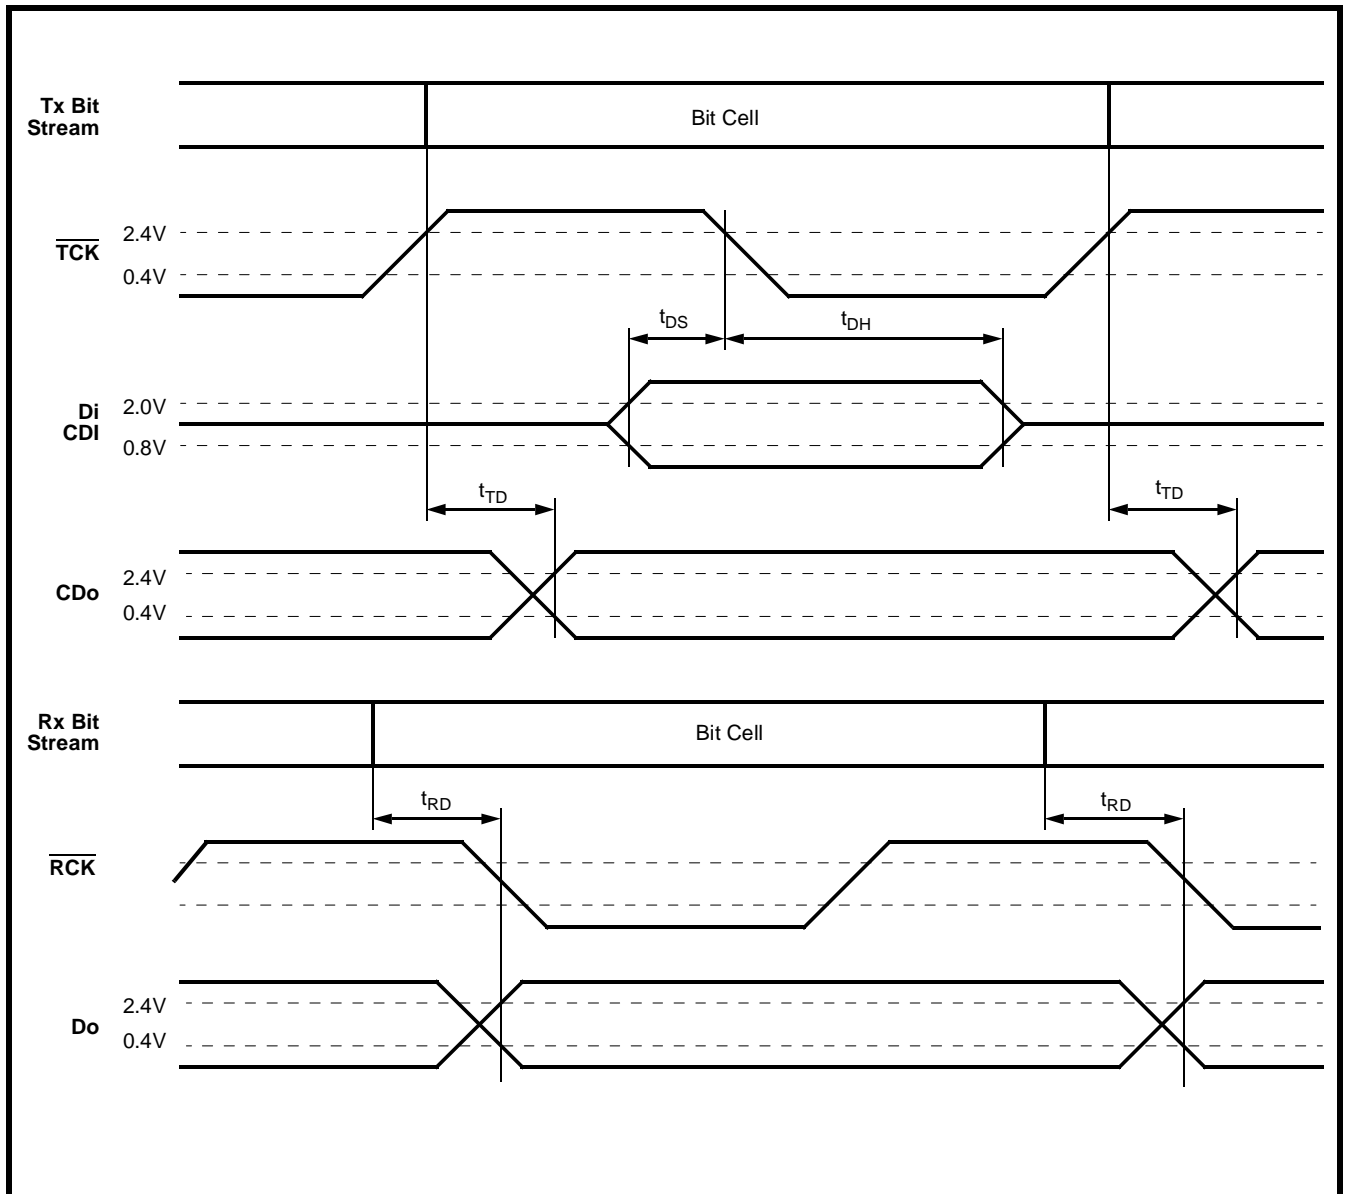 Tx Bit
Stream
Bit Cell
TCK
2.4V
0.4V
tDS
tDH
Di
CDI
2.0V
0.8V
tTD
tTD
CDo
2.4V
0.4V
Rx Bit
Stream
Bit Cell
tRD
tRD
RCK
Do
2.4V
0.4V